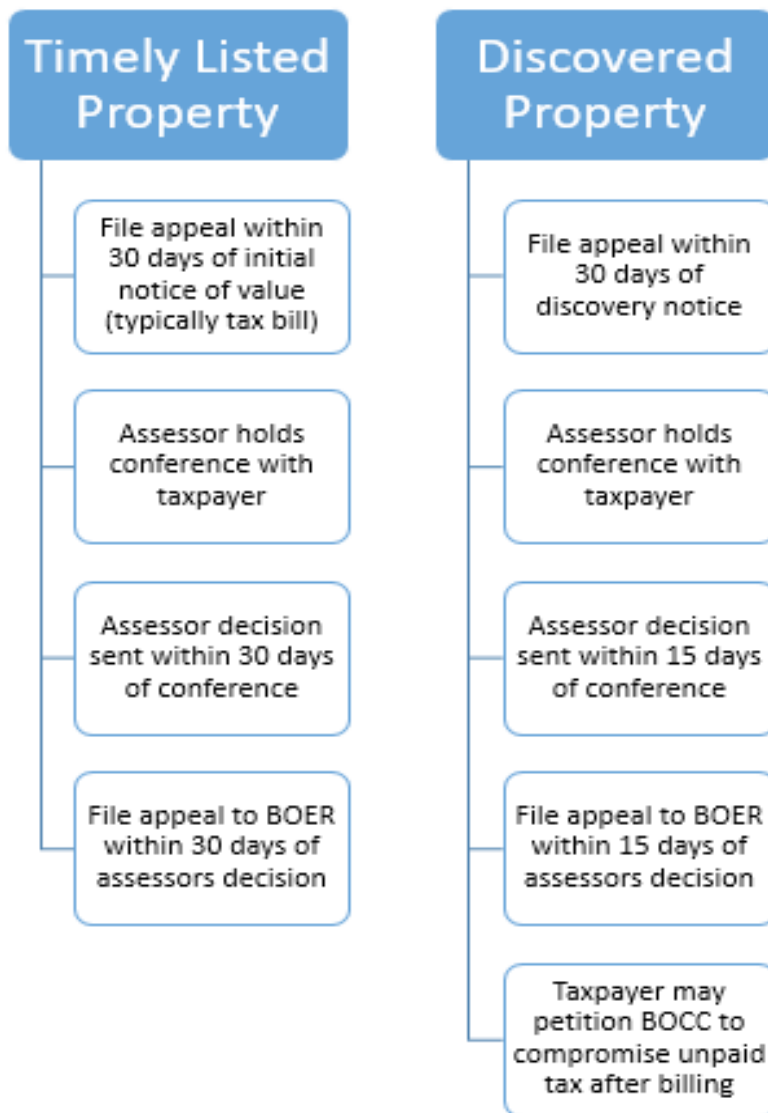 Timely Listed
Property
File appeal within
30 days of initial
notice of value
(typically tax bill)
Assessor holds
conference with
taxpayer
Assessor decision
sent within 30 days
of conference
File appeal to BOER
within 30 days of
assessors decision
Discovered
Property
File appeal within
30 days of
discovery notice
Assessor holds
conference with
taxpayer
Assessor decision
sent within 15 days
of conference
File appeal to BOER
within 15 days of
assessors decision
Taxpayer may
petition BOCC to
compromise unpaid
tax after billing